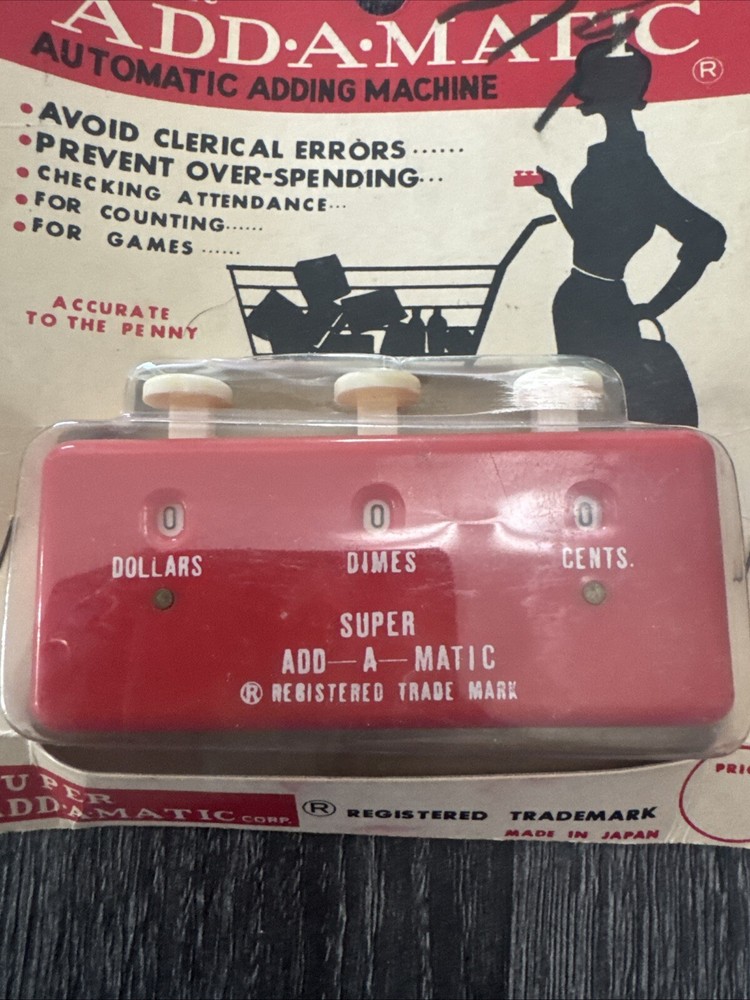 ADD·A·MATIC
®
AUTOMATIC ADDING MACHINE
• AVOID CLERICAL ERRORS ......
• PREVENT OVER-SPENDING...
• CHECKING ATTENDANCE...
• FOR COUNTING......
• FOR GAMES ......
ACCURATE
TO THE PENNY
0 0 0
DOLLARS DIMES CENTS.
SUPER
ADD—A—MATIC
® REGISTERED TRADE MARK
UPER
ADD·A·MATIC CORP. ® REGISTERED TRADEMARK
MADE IN JAPAN